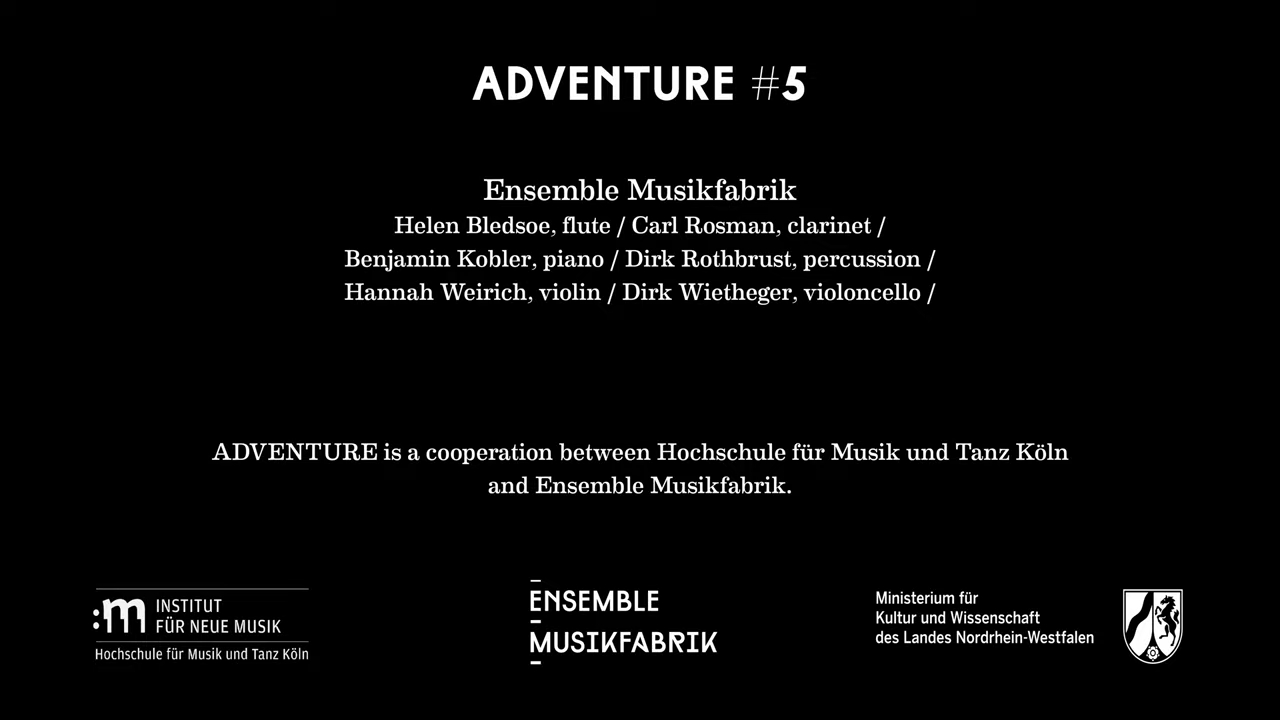 ADVENTURE #5
Ensemble Musikfabrik
Helen Bledsoe, flute / Carl Rosman, clarinet /
Benjamin Kobler, piano / Dirk Rothbrust, percussion /
Hannah Weirich, violin / Dirk Wietheger, violoncello /
ADVENTURE is a cooperation between Hochschule für Musik und Tanz Köln
and Ensemble Musikfabrik.
:m INSTITUT
FÜR NEUE MUSIK
Hochschule für Musik und Tanz Köln
ENSEMBLE
MUSIKFABRIK
Ministerium für
Kultur und Wissenschaft
des Landes Nordrhein-Westfalen